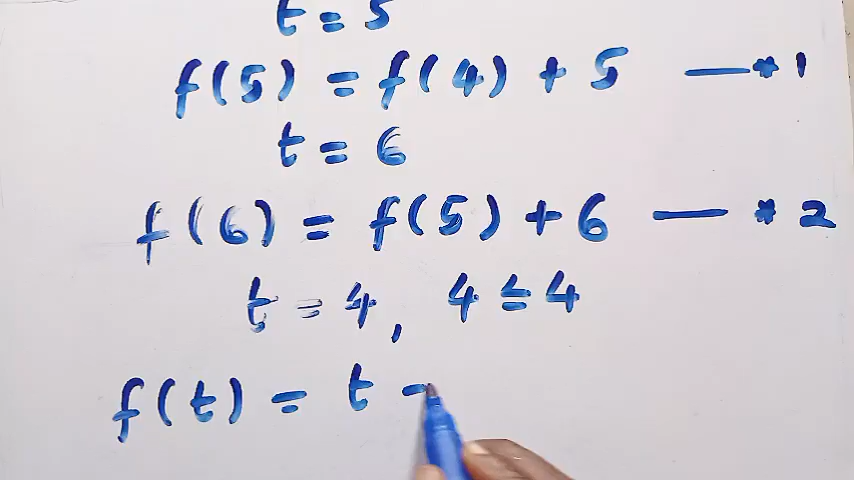 t = 5
f(5) = f(4) + 5 —* 1
t = 6
f(6) = f(5) + 6 — * 2
t = 4, 4 ≤ 4
f(t) = t -